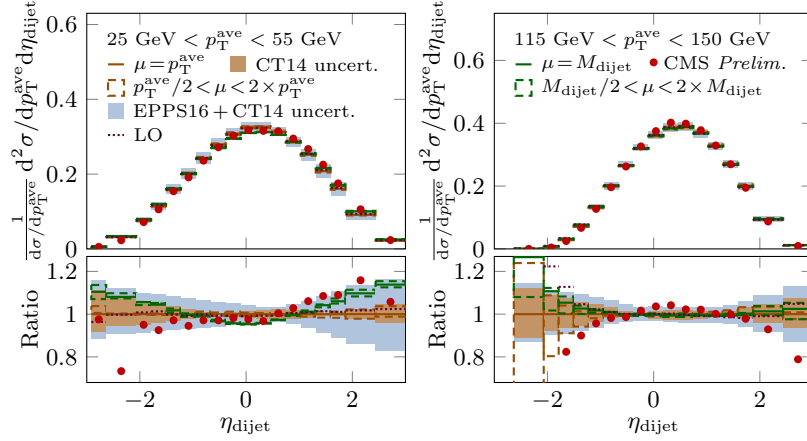 25 GeV < p_T^ave < 55 GeV
μ = p_T^ave CT14 uncert.
p_T^ave/2 < μ < 2 × p_T^ave
EPPS16 + CT14 uncert.
LO
1/(dσ/dp_T^ave) d²σ/dp_T^ave dη_dijet
0.6
0.4
0.2
0
Ratio
1.2
1
0.8
−2 0 2
η_dijet
115 GeV < p_T^ave < 150 GeV
μ = M_dijet CMS Prelim.
M_dijet/2 < μ < 2 × M_dijet
1/(dσ/dp_T^ave) d²σ/dp_T^ave dη_dijet
0.6
0.4
0.2
0
Ratio
1.2
1
0.8
−2 0 2
η_dijet